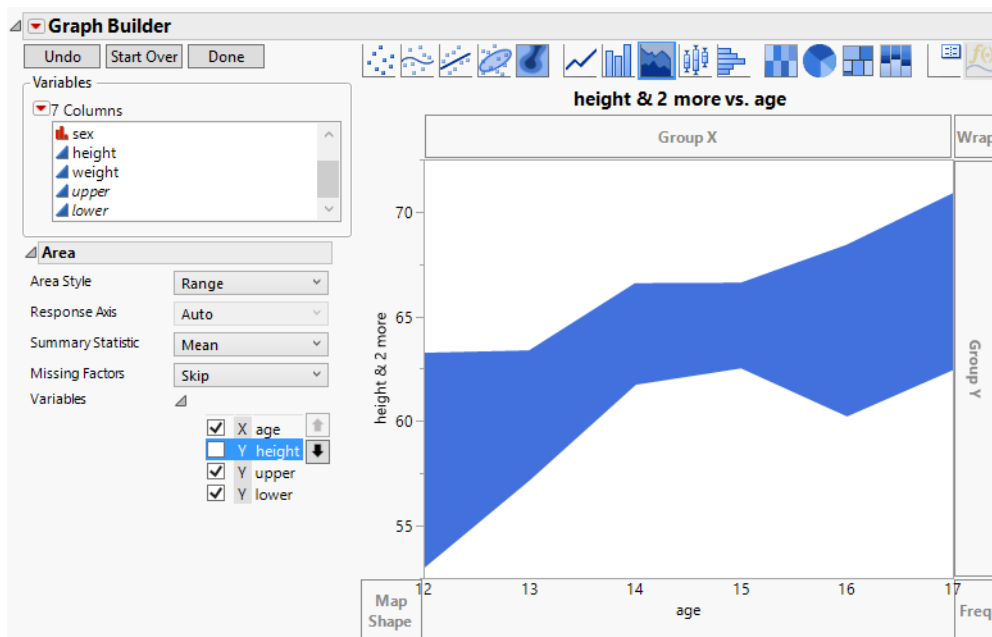 Graph Builder
Undo Start Over Done
Variables
7 Columns
sex
height
weight
upper
lower
Area
Area Style Range
Response Axis Auto
Summary Statistic Mean
Missing Factors Skip
Variables
X age
Y height
Y upper
Y lower
height & 2 more vs. age
Group X
Wrap
height & 2 more
70
65
60
55
Group Y
12 13 14 15 16 17
age
Map
Shape
Freq